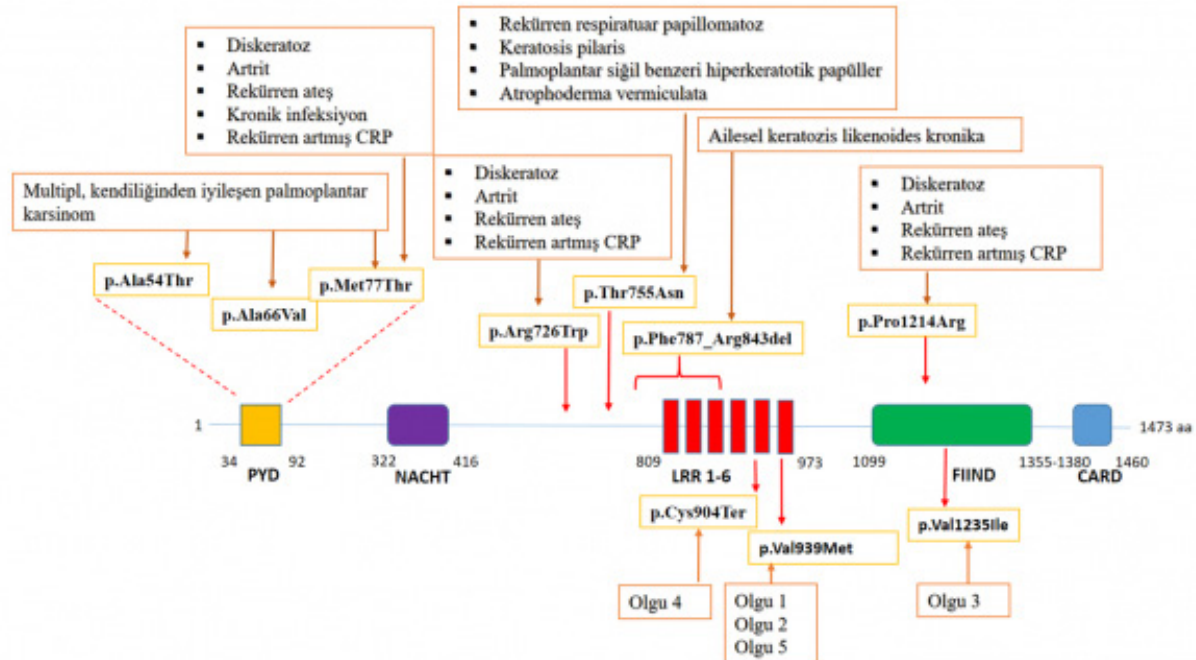 ▪ Diskeratoz
▪ Artrit
▪ Rekürren ateş
▪ Kronik infeksiyon
▪ Rekürren artmış CRP
▪ Rekürren respiratuar papillomatoz
▪ Keratosis pilaris
▪ Palmoplantar siğil benzeri hiperkeratotik papüller
▪ Atrophoderma vermiculata
Ailesel keratozis likenoides kronika
Multipl, kendiliğinden iyileşen palmoplantar
karsinom
▪ Diskeratoz
▪ Artrit
▪ Rekürren ateş
▪ Rekürren artmış CRP
▪ Diskeratoz
▪ Artrit
▪ Rekürren ateş
▪ Rekürren artmış CRP
p.Ala54Thr
p.Ala66Val
p.Met77Thr
p.Arg726Trp
p.Thr755Asn
p.Phe787_Arg843del
p.Pro1214Arg
1
1473 aa
34
92
322
416
809
973
1099
1355-1380
1460
PYD
NACHT
LRR 1-6
FIIND
CARD
p.Cys904Ter
p.Val939Met
p.Val1235Ile
Olgu 4
Olgu 1
Olgu 2
Olgu 5
Olgu 3